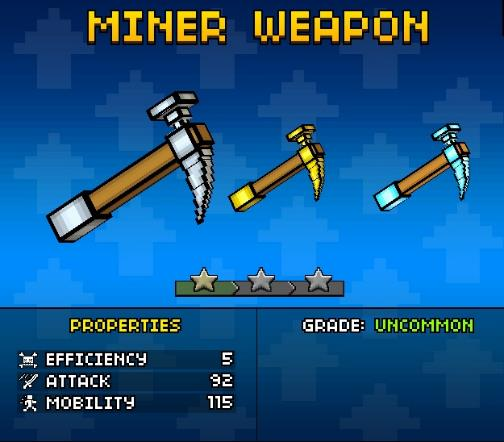 MINER WEAPON
PROPERTIES
EFFICIENCY 5
ATTACK 92
MOBILITY 115
GRADE: UNCOMMON